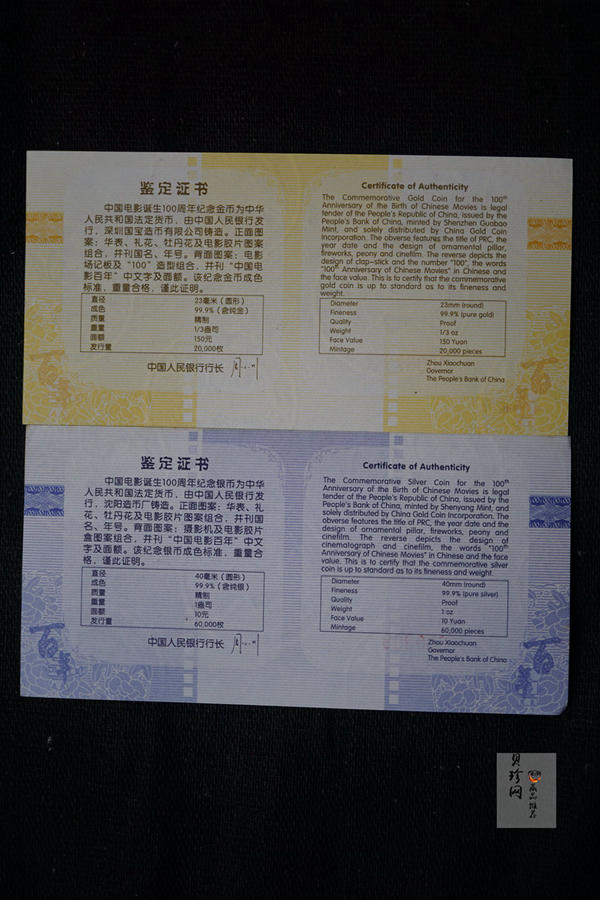 鉴定证书
中国电影诞生100周年纪念金币为中华
人民共和国法定货币，由中国人民银行发
行，深圳国宝造币有限公司铸造。正面图
案：华表、礼花、牡丹花及电影胶片图案
组合，并刊国名、年号。背面图案：电影
场记板及“100”造型组合，并刊“中国电
影百年”中文字及面额。该纪念金币成色
标准，重量合格，谨此证明。
直径 23毫米（圆形）
成色 99.9%（含纯金）
质量 精制
重量 1/3盎司
面额 150元
发行量 20,000枚
中国人民银行行长
Certificate of Authenticity
The Commemorative Gold Coin for the 100th
Anniversary of the Birth of Chinese Movies is legal
tender of the People's Republic of China, issued by the
People's Bank of China, minted by Shenzhen Guobao
Mint, and solely distributed by China Gold Coin
Incorporation. The obverse features the title of PRC, the
year date and the design of ornamental pillar,
fireworks, peony and cinefilm. The reverse depicts the
design of clap-stick and the number "100", the words
"100th Anniversary of Chinese Movies" in Chinese and
the face value. This is to certify that the commemorative
gold coin is up to standard as to its fineness and
weight.
Diameter 23mm (round)
Fineness 99.9% (pure gold)
Quality Proof
Weight 1/3 oz
Face Value 150 Yuan
Mintage 20,000 pieces
Zhou Xiaochuan
Governor
The People's Bank of China
百年
百年
鉴定证书
中国电影诞生100周年纪念银币为中华
人民共和国法定货币，由中国人民银行发
行，沈阳造币厂铸造。正面图案：华表、礼
花、牡丹花及电影胶片图案组合，并刊国
名、年号。背面图案：摄影机及电影胶片
盒图案组合，并刊“中国电影百年”中文
字及面额。该纪念银币成色标准，重量合
格，谨此证明。
直径 40毫米（圆形）
成色 99.9%（含纯银）
质量 精制
重量 1盎司
面额 10元
发行量 60,000枚
中国人民银行行长
Certificate of Authenticity
The Commemorative Silver Coin for the 100th
Anniversary of the Birth of Chinese Movies is legal
tender of the People's Republic of China, issued by the
People's Bank of China, minted by Shenyang Mint, and
solely distributed by China Gold Coin Incorporation. The
obverse features the title of PRC, the year date and the
design of ornamental pillar, fireworks, peony and
cinefilm. The reverse depicts the design of
cinematograph and cinefilm, the words "100th
Anniversary of Chinese Movies" in Chinese and the face
value. This is to certify that the commemorative silver
coin is up to standard as to its fineness and weight.
Diameter 40mm (round)
Fineness 99.9% (pure silver)
Quality Proof
Weight 1 oz
Face Value 10 Yuan
Mintage 60,000 pieces
Zhou Xiaochuan
Governor
The People's Bank of China
百年
百年
贝珍网